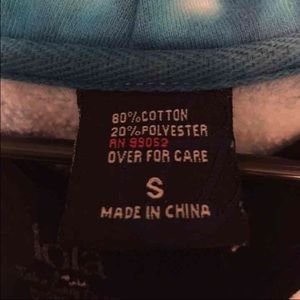 80% COTTON
20% POLYESTER
RN 99052
OVER FOR CARE
S
MADE IN CHINA